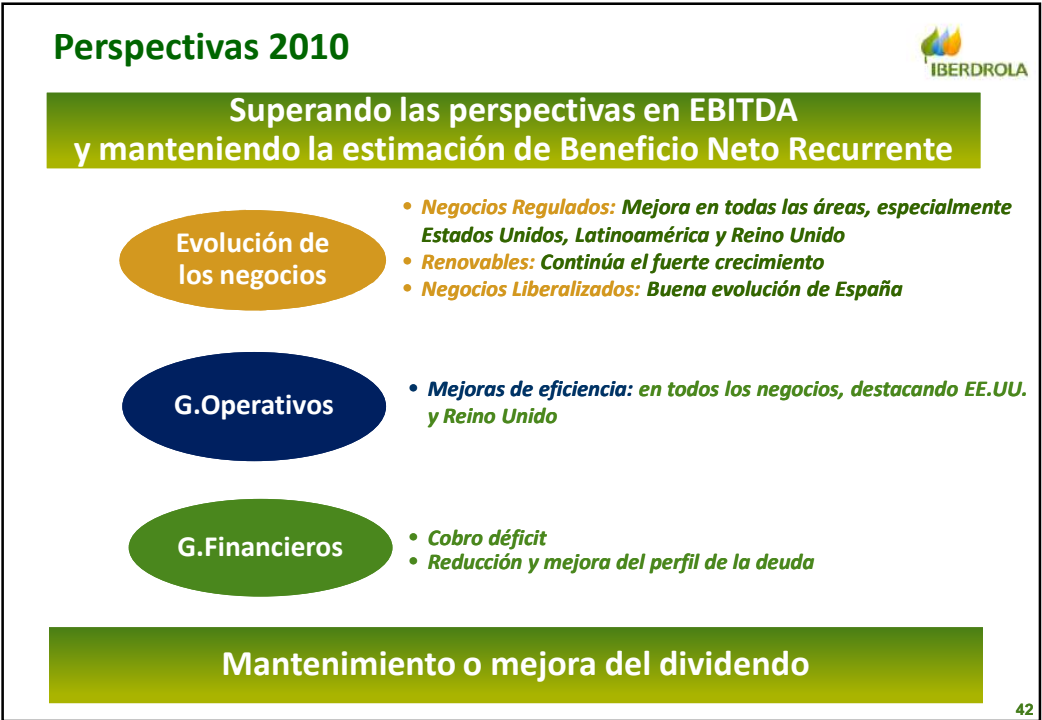 Perspectivas 2010
IBERDROLA
Superando las perspectivas en EBITDA
y manteniendo la estimación de Beneficio Neto Recurrente
Evolución de
los negocios
• Negocios Regulados: Mejora en todas las áreas, especialmente
Estados Unidos, Latinoamérica y Reino Unido
• Renovables: Continúa el fuerte crecimiento
• Negocios Liberalizados: Buena evolución de España
G.Operativos
• Mejoras de eficiencia: en todos los negocios, destacando EE.UU.
y Reino Unido
G.Financieros
• Cobro déficit
• Reducción y mejora del perfil de la deuda
Mantenimiento o mejora del dividendo
42